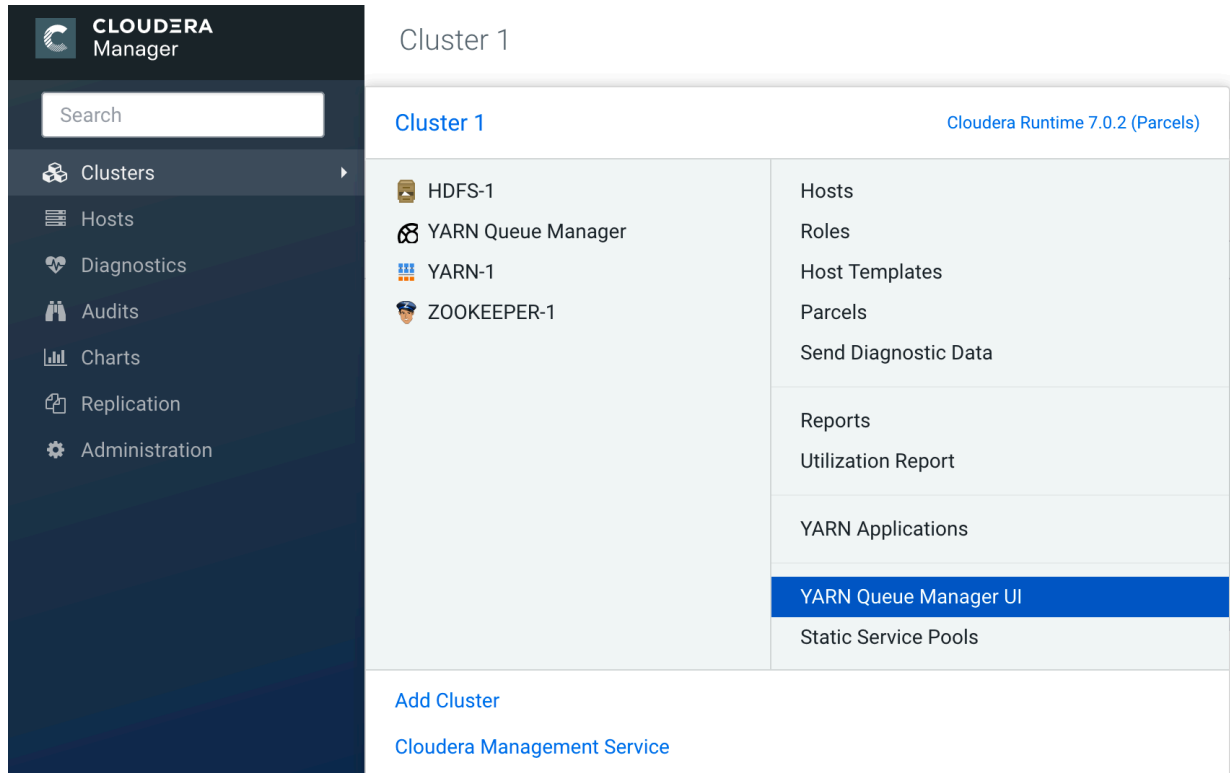 CLOUDERA
Manager
Search
Clusters
Hosts
Diagnostics
Audits
Charts
Replication
Administration
Cluster 1
Cluster 1
Cloudera Runtime 7.0.2 (Parcels)
HDFS-1
YARN Queue Manager
YARN-1
ZOOKEEPER-1
Hosts
Roles
Host Templates
Parcels
Send Diagnostic Data
Reports
Utilization Report
YARN Applications
YARN Queue Manager UI
Static Service Pools
Add Cluster
Cloudera Management Service